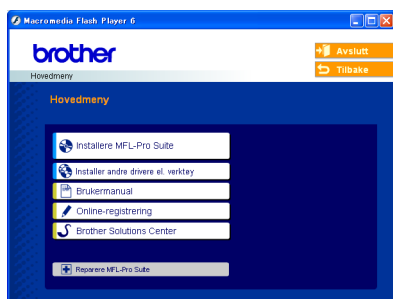 Macromedia Flash Player 6
brother
Avslutt
Tilbake
Hovedmeny
Hovedmeny
Installere MFL-Pro Suite
Installer andre drivere el. verktøy
Brukermanual
Online-registrering
Brother Solutions Center
Reparere MFL-Pro Suite